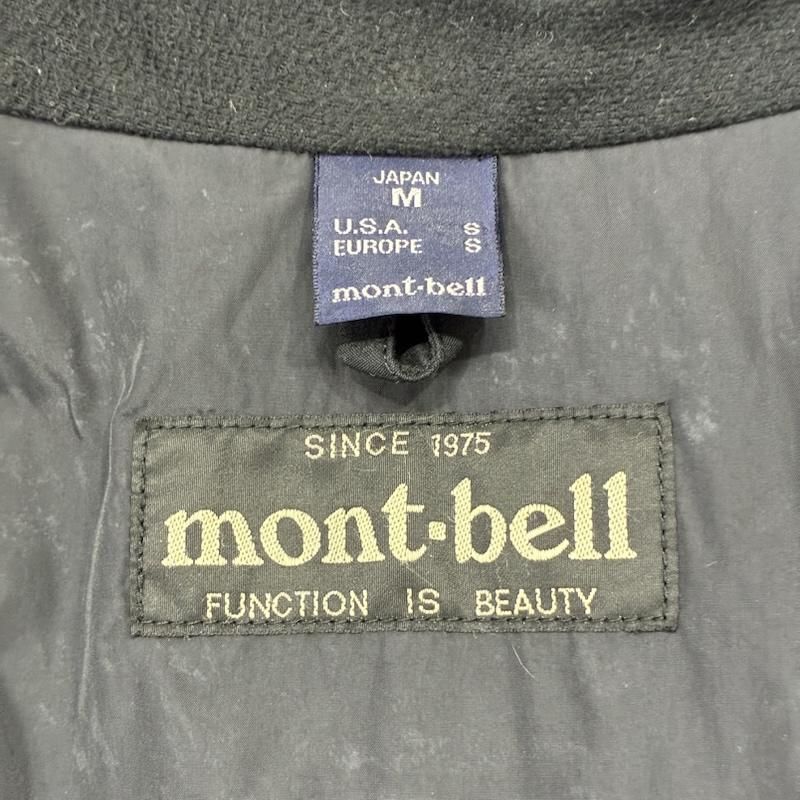 JAPAN
M
U.S.A. S
EUROPE S
mont-bell
SINCE 1975
mont-bell
FUNCTION IS BEAUTY